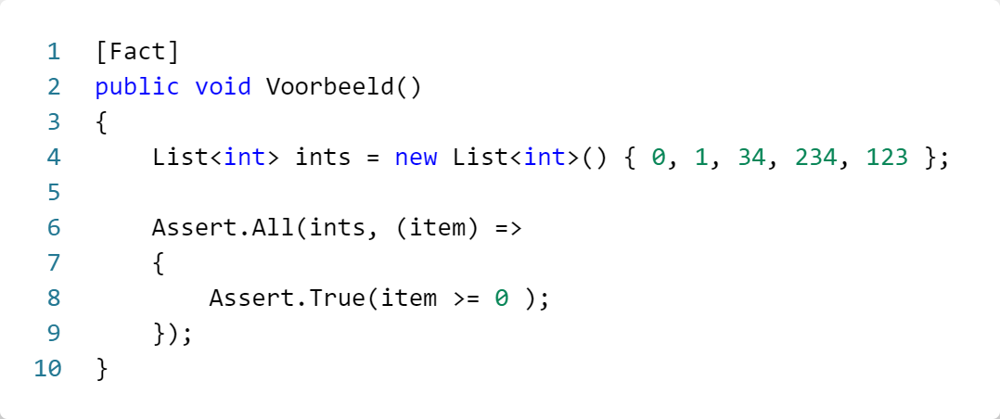 1 [Fact]
2 public void Voorbeeld()
3 {
4     List<int> ints = new List<int>() { 0, 1, 34, 234, 123 };
5
6     Assert.All(ints, (item) =>
7     {
8         Assert.True(item >= 0 );
9     });
10 }